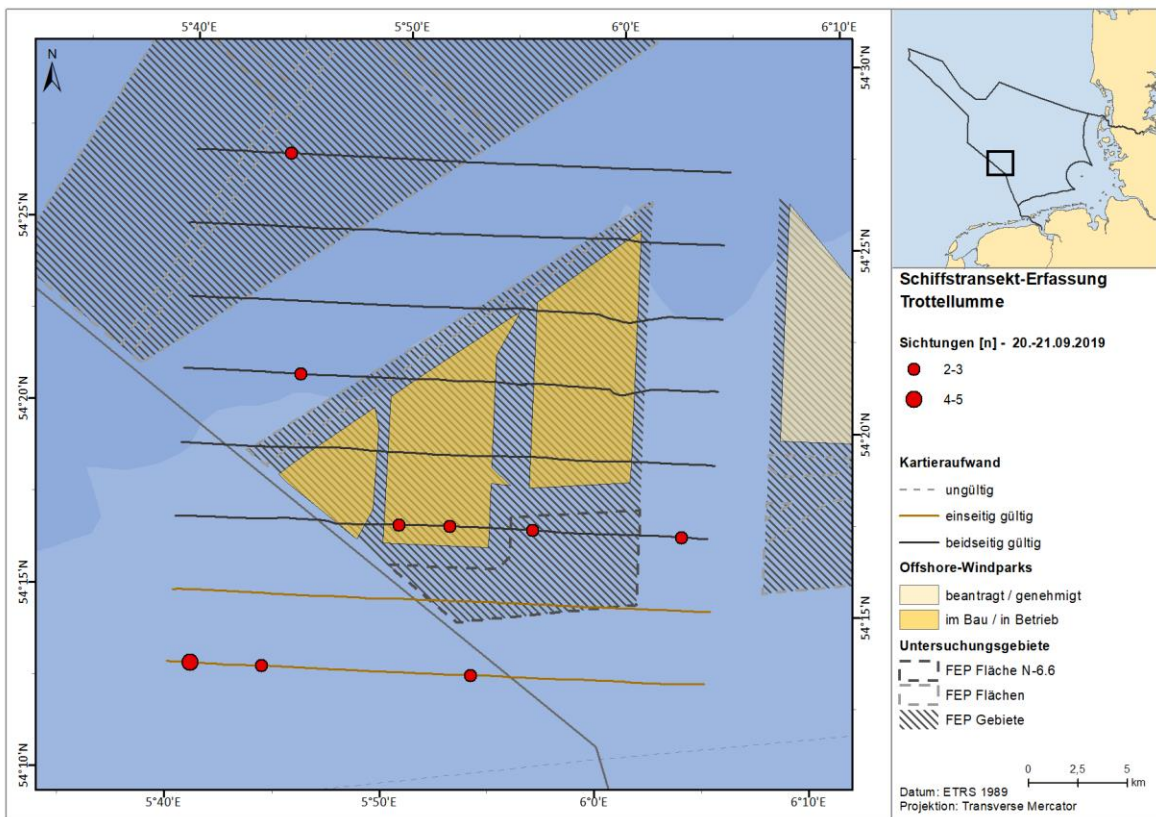 5°40'E
5°50'E
6°0'E
6°10'E
N
54°30'N
54°25'N
54°25'N
54°20'N
54°20'N
54°15'N
54°15'N
54°10'N
5°40'E
5°50'E
6°0'E
6°10'E
Schiffstransekt-Erfassung
Trottellumme
Sichtungen [n] - 20.-21.09.2019
2-3
4-5
Kartieraufwand
ungültig
einseitig gültig
beidseitig gültig
Offshore-Windparks
beantragt / genehmigt
im Bau / in Betrieb
Untersuchungsgebiete
FEP Fläche N-6.6
FEP Flächen
FEP Gebiete
0 2,5 5
km
Datum: ETRS 1989
Projektion: Transverse Mercator